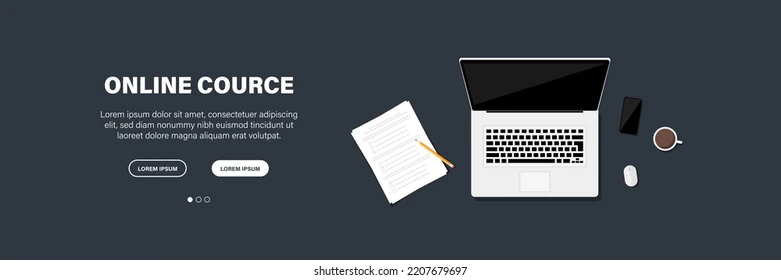 ONLINE COURCE
Lorem ipsum dolor sit amet, consectetur adipiscing
elit, sed diam nonummy nibh euismod tincidunt ut
laoreet dolore magna aliquam erat volutpat.
LOREM IPSUM
LOREM IPSUM
shutterstock.com · 2207679697